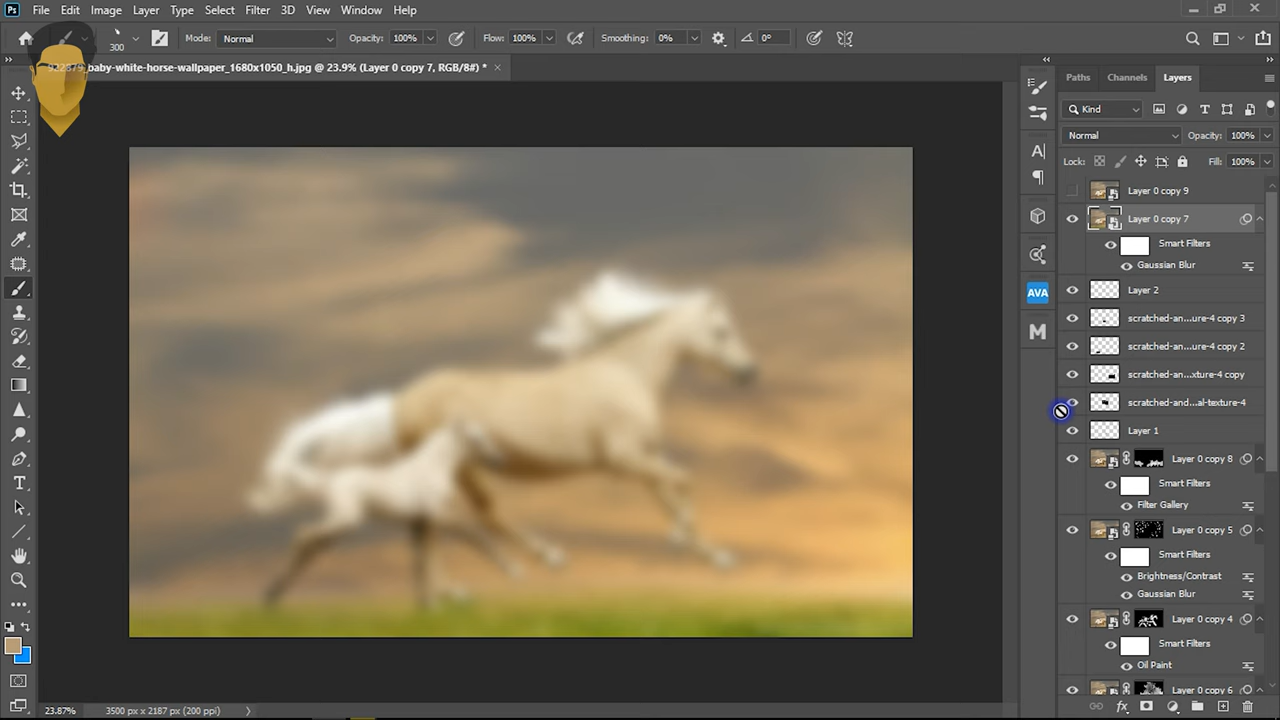 Ps File Edit Image Layer Type Select Filter 3D View Window Help
300 Mode: Normal Opacity: 100% Flow: 100% Smoothing: 0% 0°
922879_baby-white-horse-wallpaper_1680x1050_h.jpg @ 23.9% (Layer 0 copy 7, RGB/8#) *
Paths Channels Layers
Kind
Normal Opacity: 100%
Lock: Fill: 100%
Layer 0 copy 9
Layer 0 copy 7
Smart Filters
Gaussian Blur
Layer 2
scratched-an...ure-4 copy 3
scratched-an...ure-4 copy 2
scratched-an...xture-4 copy
scratched-and...al-texture-4
Layer 1
Layer 0 copy 8
Smart Filters
Filter Gallery
Layer 0 copy 5
Smart Filters
Brightness/Contrast
Gaussian Blur
Layer 0 copy 4
Smart Filters
Oil Paint
Layer 0 copy 6
AVA
M
23.87% 3500 px x 2187 px (200 ppi)